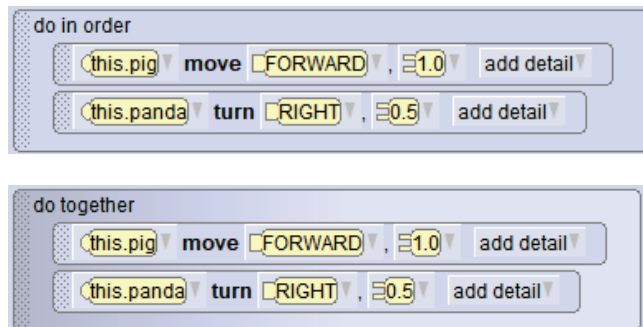 do in order
this.pig move FORWARD , 1.0 add detail
this.panda turn RIGHT , 0.5 add detail
do together
this.pig move FORWARD , 1.0 add detail
this.panda turn RIGHT , 0.5 add detail